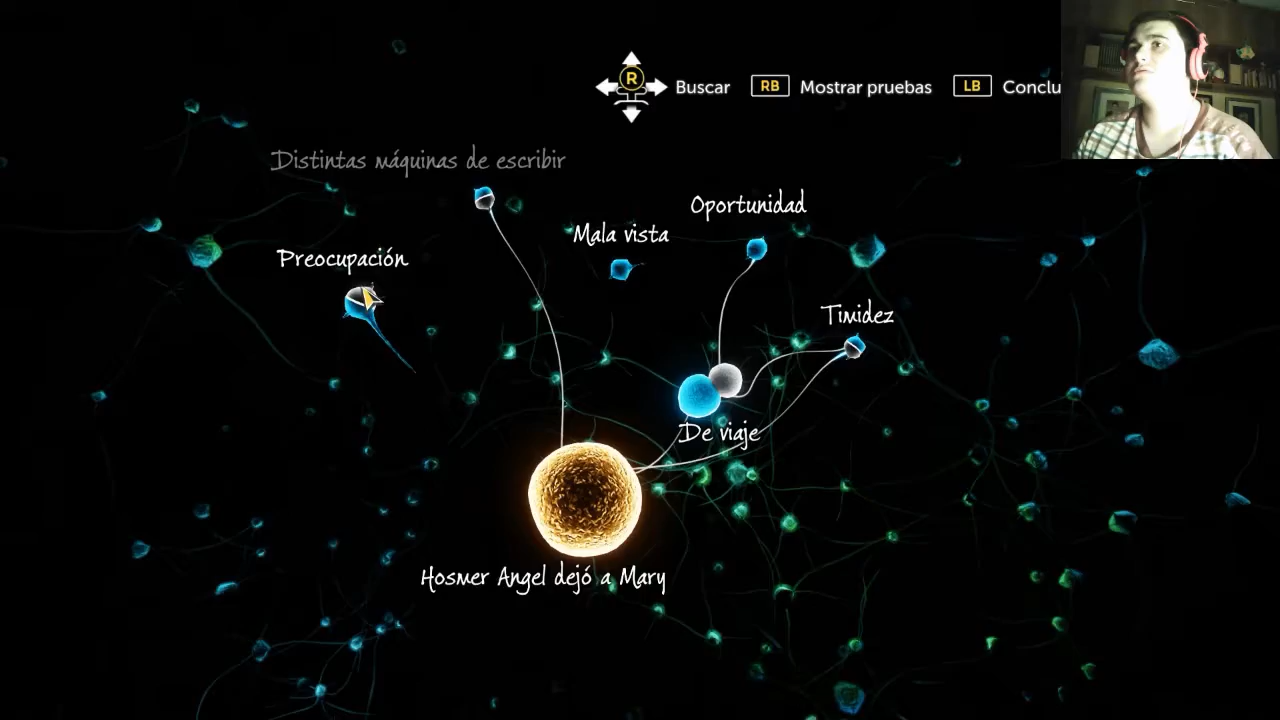 R Buscar RB Mostrar pruebas LB Conclu
Distintas máquinas de escribir
Oportunidad
Mala vista
Preocupación
Timidez
De viaje
Hosmer Angel dejó a Mary